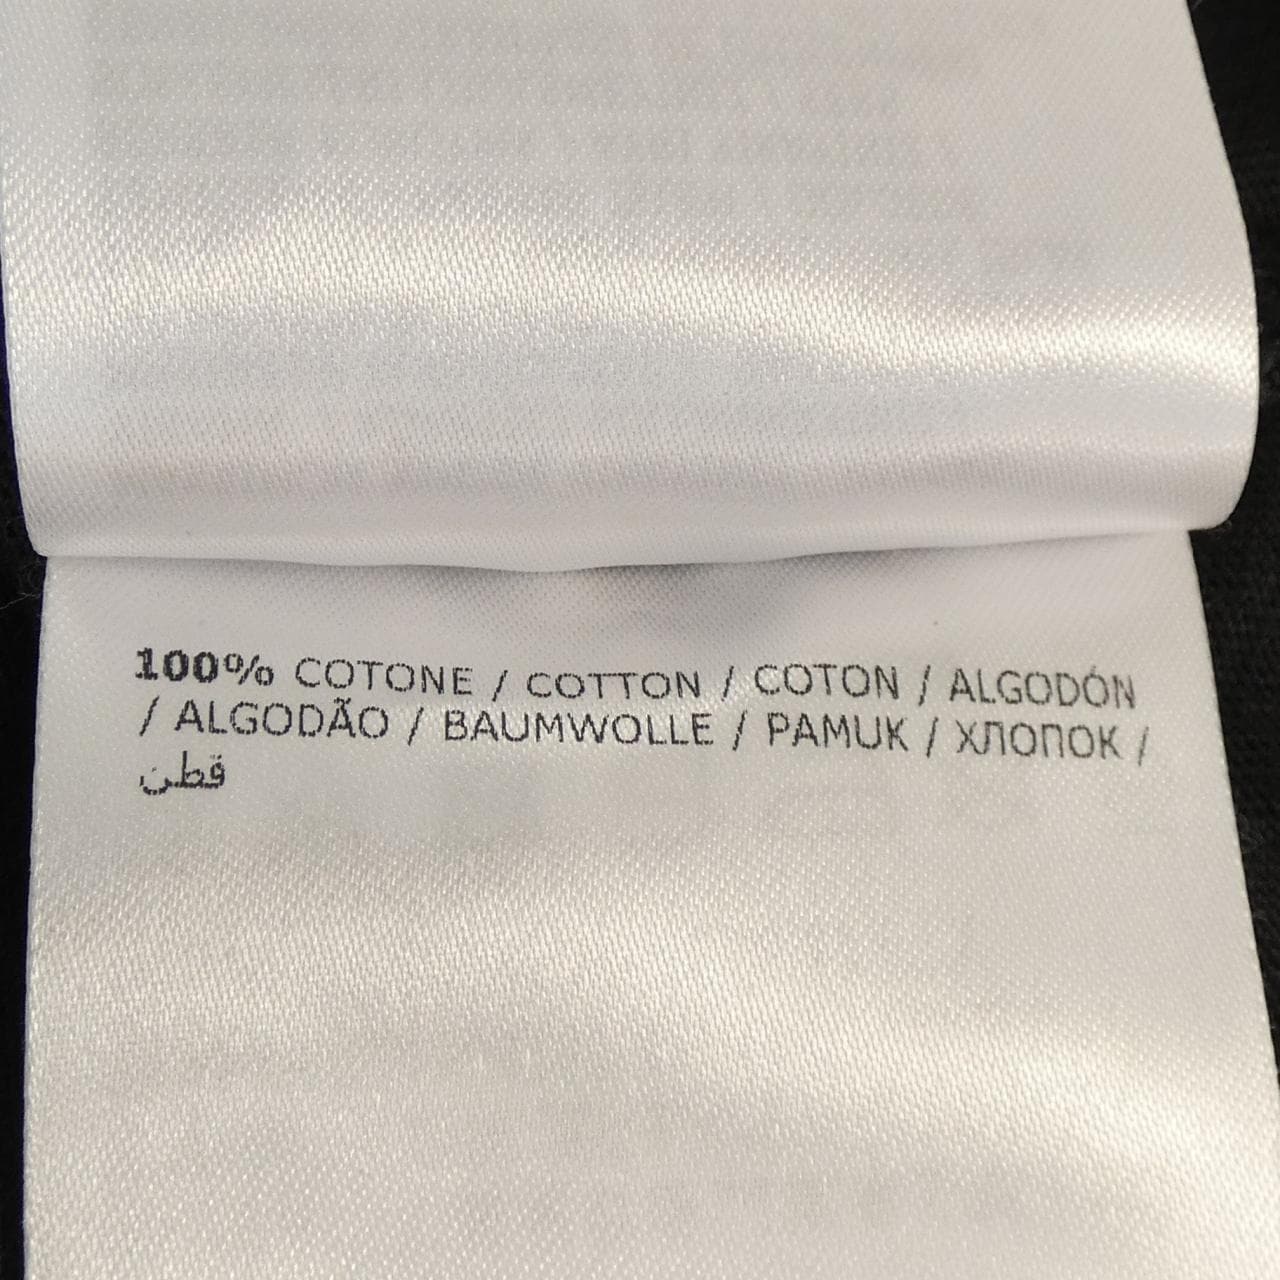 100% COTONE / COTTON / COTON / ALGODÓN
/ ALGODÃO / BAUMWOLLE / PAMUK / ХЛОПОК /
قطن